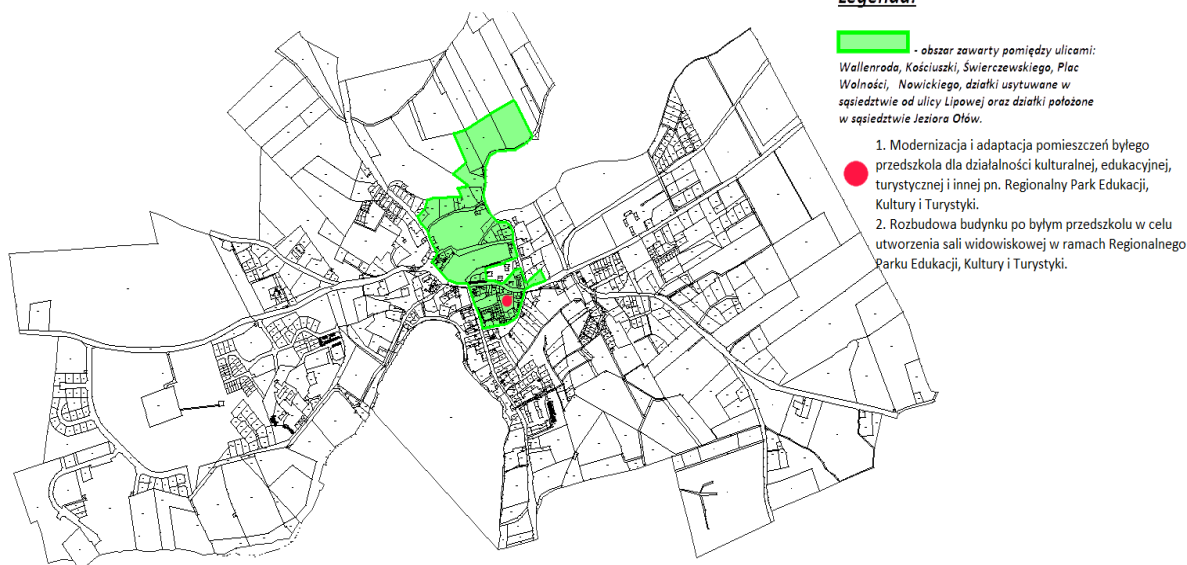 Legenda:
- obszar zawarty pomiędzy ulicami:
Wallenroda, Kościuszki, Świerczewskiego, Plac
Wolności, Nowickiego, działki usytuwane w
sąsiedztwie od ulicy Lipowej oraz działki położone
w sąsiedztwie Jeziora Ołów.
1. Modernizacja i adaptacja pomieszczeń byłego
przedszkola dla działalności kulturalnej, edukacyjnej,
turystycznej i innej pn. Regionalny Park Edukacji,
Kultury i Turystyki.
2. Rozbudowa budynku po byłym przedszkolu w celu
utworzenia sali widowiskowej w ramach Regionalnego
Parku Edukacji, Kultury i Turystyki.